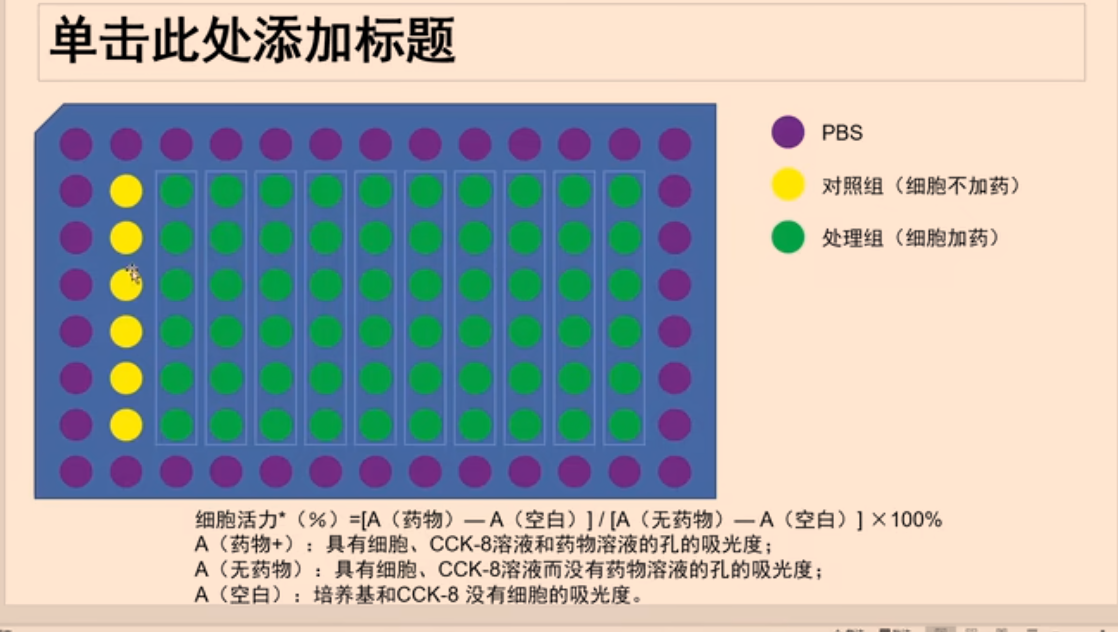 单击此处添加标题
PBS
对照组（细胞不加药）
处理组（细胞加药）
细胞活力*（%）=[A（药物）— A（空白）] / [A（无药物）— A（空白）] ×100%
A（药物+）：具有细胞、CCK-8溶液和药物溶液的孔的吸光度；
A（无药物）：具有细胞、CCK-8溶液而没有药物溶液的孔的吸光度；
A（空白）：培养基和CCK-8 没有细胞的吸光度。